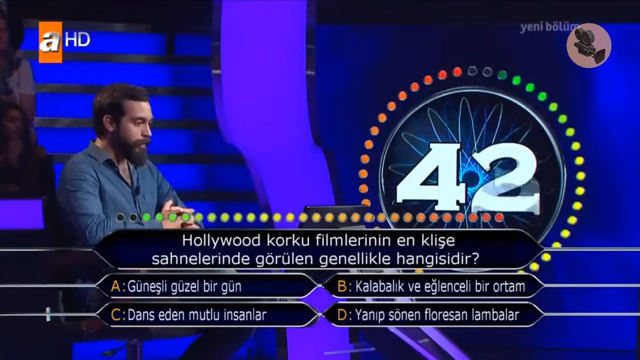 a HD
yeni bölüm
42
Hollywood korku filmlerinin en klişe
sahnelerinde görülen genellikle hangisidir?
A: Güneşli güzel bir gün
B: Kalabalık ve eğlenceli bir ortam
C: Dans eden mutlu insanlar
D: Yanıp sönen floresan lambalar